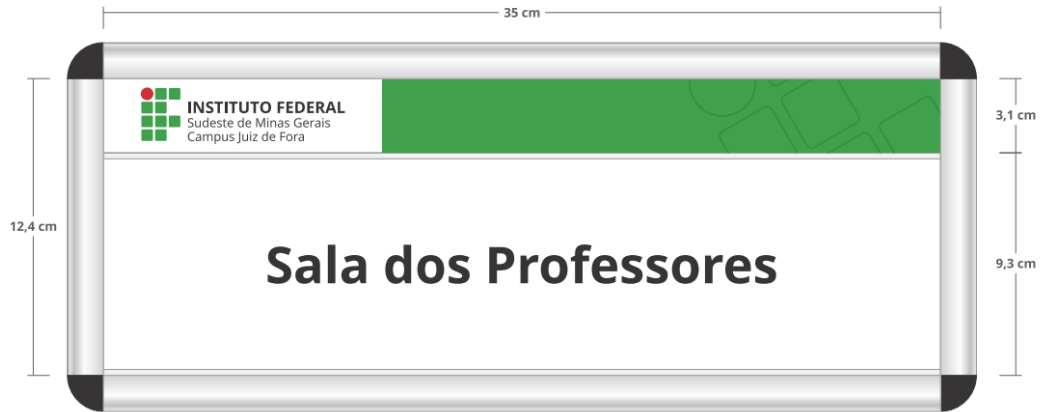 35 cm
INSTITUTO FEDERAL
Sudeste de Minas Gerais
Campus Juiz de Fora
3,1 cm
12,4 cm
Sala dos Professores
9,3 cm